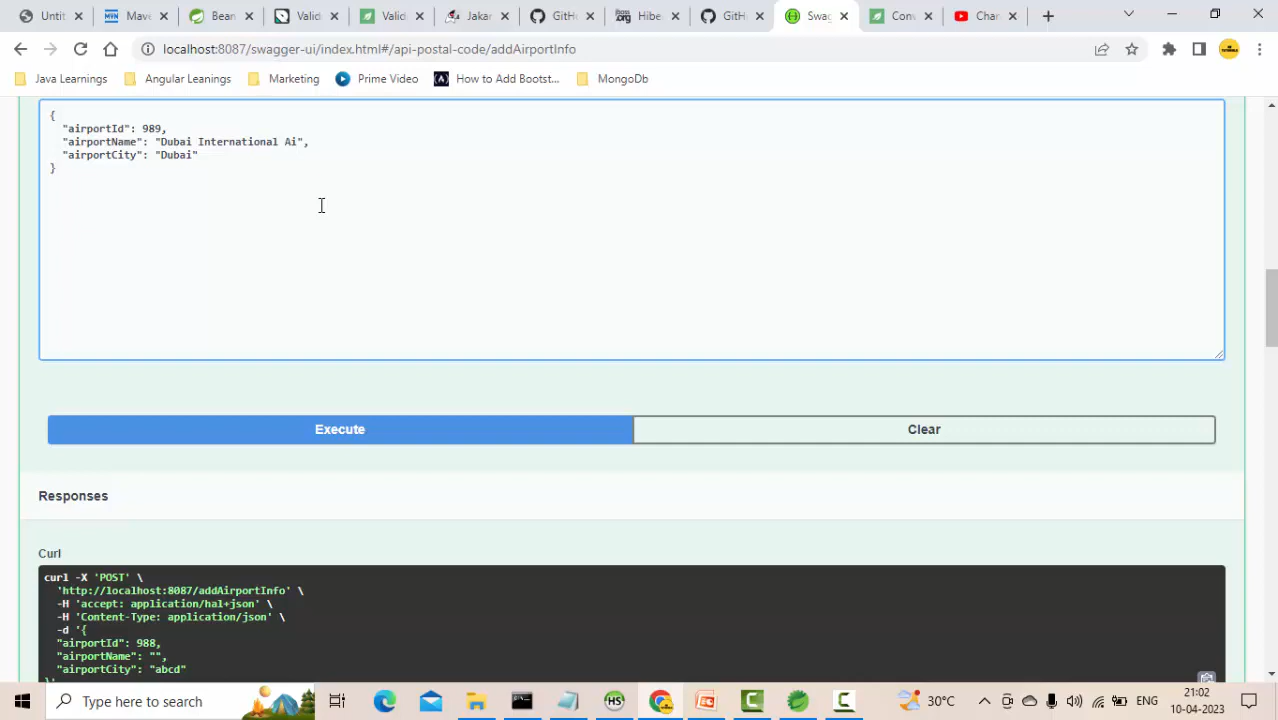 Untit
Mave
Bean
Valid
Valid
Jakar
GitH
Hibe
GitHu
Swag
Conv
Chan
localhost:8087/swagger-ui/index.html#/api-postal-code/addAirportInfo
Java Learnings
Angular Leanings
Marketing
Prime Video
How to Add Bootst...
MongoDb
{
"airportId": 989,
"airportName": "Dubai International Ai",
"airportCity": "Dubai"
}
Execute
Clear
Responses
Curl
curl -X 'POST' \
'http://localhost:8087/addAirportInfo' \
-H 'accept: application/hal+json' \
-H 'Content-Type: application/json' \
-d '{
"airportId": 988,
"airportName": "",
"airportCity": "abcd"
}'
Type here to search
30°C
ENG
21:02
10-04-2023